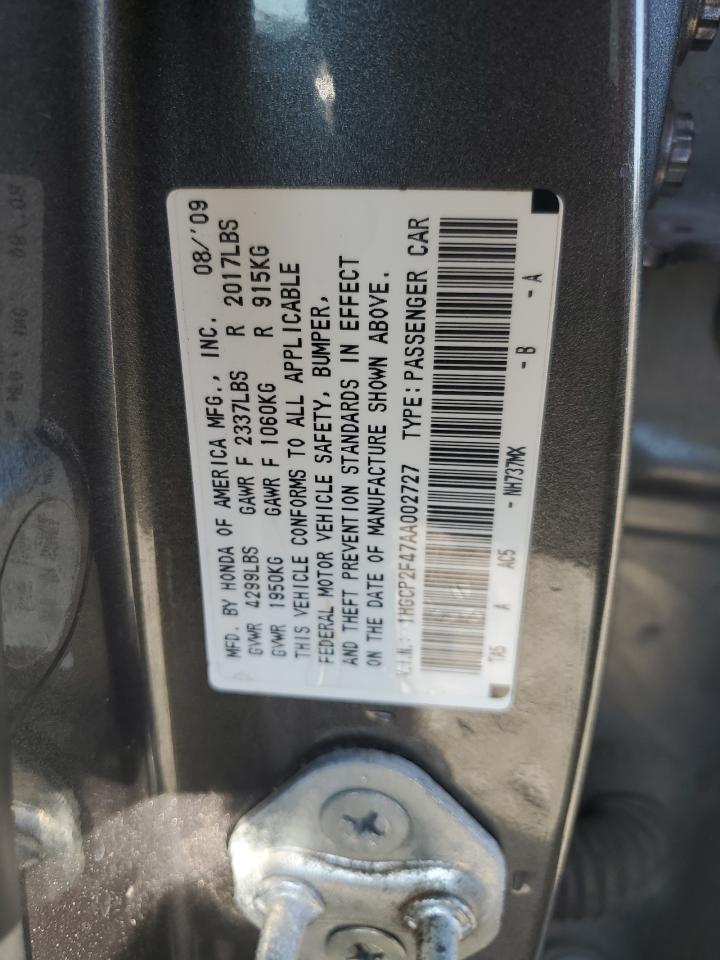 MFD. BY HONDA OF AMERICA MFG., INC. 08/'09
GVWR 4299LBS GAWR F 2337LBS R 2017LBS
GVWR 1950KG GAWR F 1060KG R 915KG
THIS VEHICLE CONFORMS TO ALL APPLICABLE
FEDERAL MOTOR VEHICLE SAFETY, BUMPER,
AND THEFT PREVENTION STANDARDS IN EFFECT
ON THE DATE OF MANUFACTURE SHOWN ABOVE.
V.I.N.: 1HGCP2F47AA002727 TYPE: PASSENGER CAR
TA5 A AC5 - NH737MX - B - A